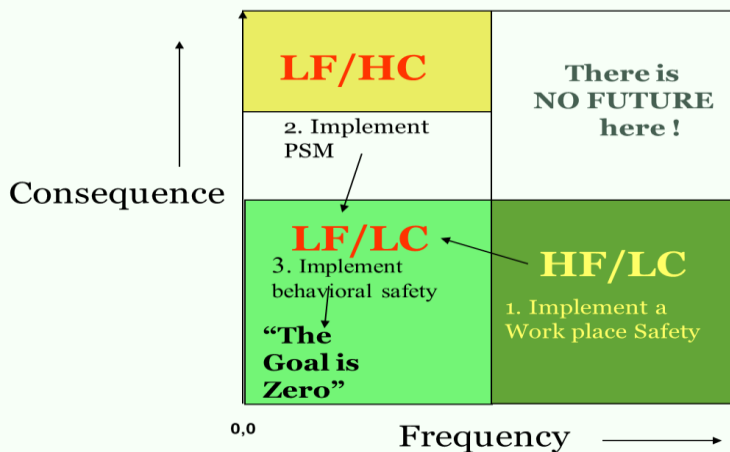 LF/HC
There is
NO FUTURE
here !
2. Implement
PSM
Consequence
LF/LC
3. Implement
behavioral safety
“The
Goal is
Zero”
HF/LC
1. Implement a
Work place Safety
0,0
Frequency